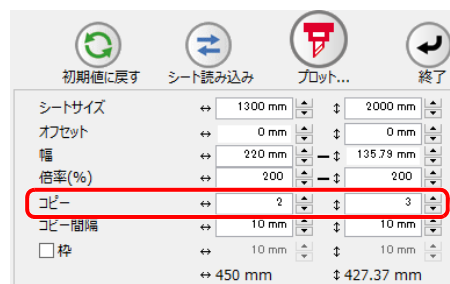 初期値に戻す シート読み込み プロット... 終了
シートサイズ ↔ 1300 mm ↕ 2000 mm
オフセット ↔ 0 mm ↕ 0 mm
幅 ↔ 220 mm ↕ 135.79 mm
倍率(%) ↔ 200 ↕ 200
コピー ↔ 2 ↕ 3
コピー間隔 ↔ 10 mm ↕ 10 mm
枠 ↔ 10 mm ↕ 10 mm
↔ 450 mm ↕ 427.37 mm